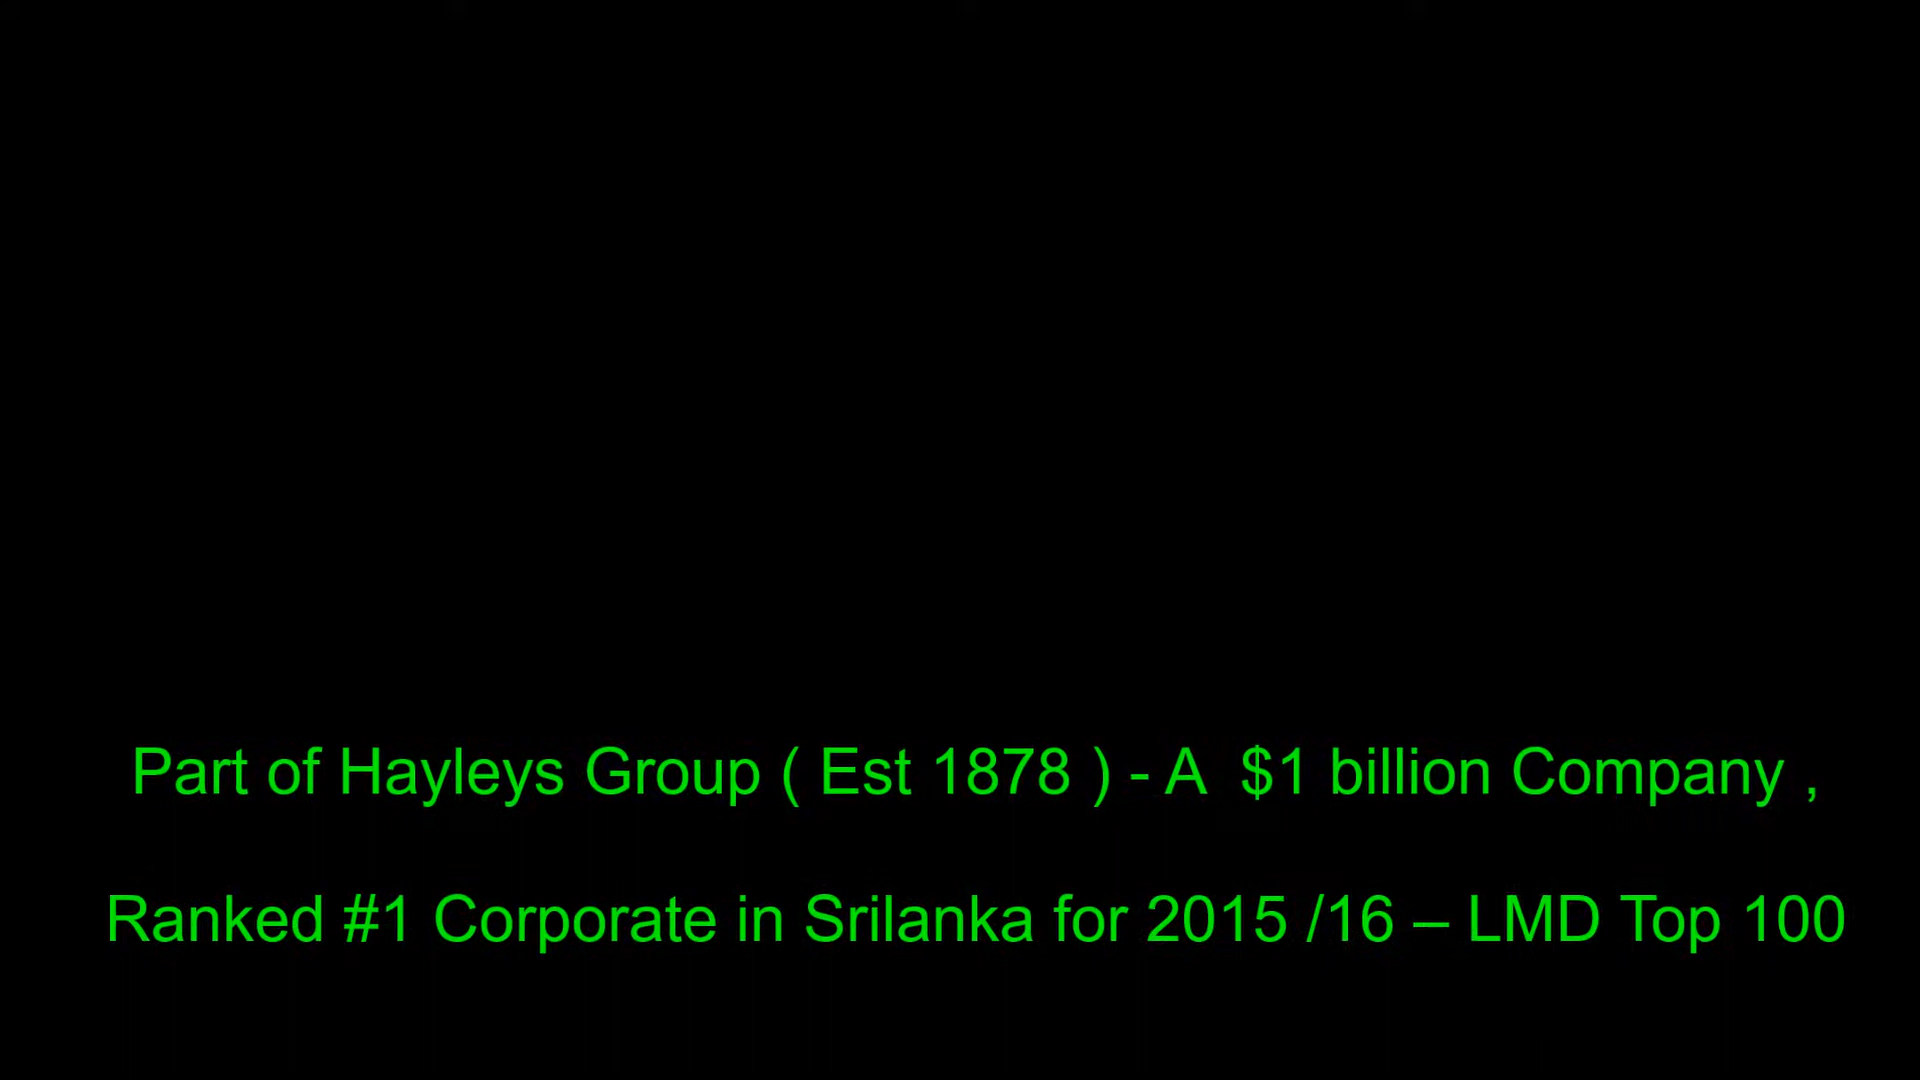 Part of Hayleys Group ( Est 1878 ) - A  $1 billion Company ,
Ranked #1 Corporate in Srilanka for 2015 /16 – LMD Top 100